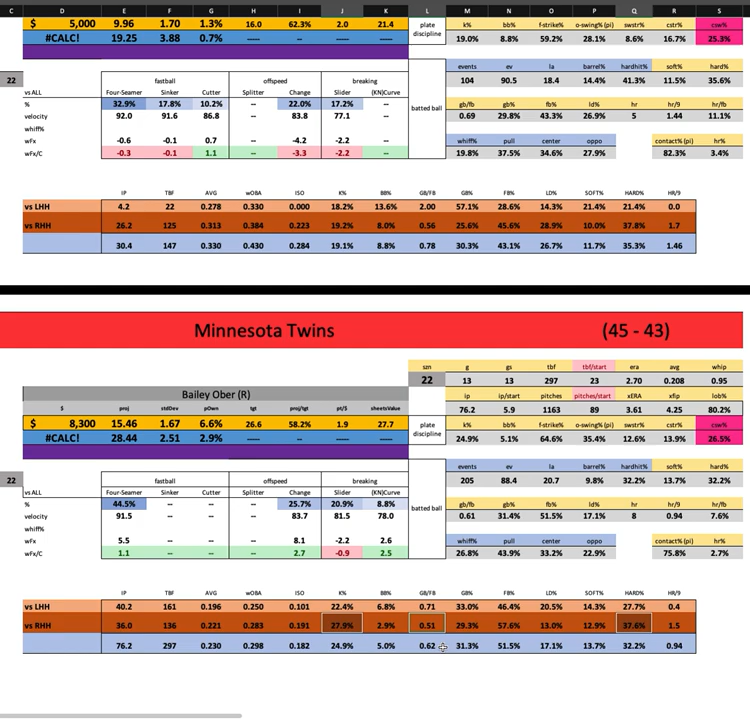 C D E F G H I J K L M N O P Q R S
$ 5,000 9.96 1.70 1.3% 16.0 62.3% 2.0 21.4 plate discipline k% bb% f-strike% o-swing% (pi) swstr% cstr% csw%
#CALC! 19.25 3.88 0.7% ---- -- ---- ---- 19.0% 8.8% 59.2% 28.1% 8.6% 16.7% 25.3%
22 fastball offspeed breaking batted ball events ev la barrel% hardhit% soft% hard%
vs ALL Four-Seamer Sinker Cutter Splitter Change Slider (KN)Curve 104 90.5 18.4 14.4% 41.3% 11.5% 35.6%
% 32.9% 17.8% 10.2% -- 22.0% 17.2% -- gb/fb gb% fb% ld% hr hr/9 hr/fb
velocity 92.0 91.6 86.8 -- 83.8 77.1 -- 0.69 29.8% 43.3% 26.9% 5 1.44 11.1%
whiff%
wFx -0.6 -0.1 0.7 -- -4.2 -2.2 -- whiff% pull center oppo contact% (pi) hr%
wFx/C -0.3 -0.1 1.1 -- -3.3 -2.2 -- 19.8% 37.5% 34.6% 27.9% 82.3% 3.4%
IP TBF AVG wOBA ISO K% BB% GB/FB GB% FB% LD% SOFT% HARD% HR/9
vs LHH 4.2 22 0.278 0.330 0.000 18.2% 13.6% 2.00 57.1% 28.6% 14.3% 21.4% 21.4% 0.0
vs RHH 26.2 125 0.313 0.384 0.304 19.2% 8.0% 0.56 25.6% 45.6% 28.9% 10.0% 37.8% 1.7
30.4 147 0.330 0.430 0.284 19.1% 8.8% 0.78 30.3% 43.1% 26.7% 11.7% 35.3% 1.46
Minnesota Twins (45 - 43)
szn g gs tbf tbf/start era avg whip
22 13 13 297 23 2.70 0.208 0.95
Bailey Ober (R) ip ip/start pitches pitches/start xERA xfip lob%
$ proj stdDev pOwn tgt proj/tgt pt/$ sheetsValue 76.2 5.9 1163 89 3.61 4.25 80.2%
$ 8,300 15.46 1.67 6.6% 26.6 58.2% 1.9 27.7 plate discipline k% bb% f-strike% o-swing% (pi) swstr% cstr% csw%
#CALC! 28.44 2.51 2.9% ---- -- ---- ---- 24.9% 5.1% 64.6% 35.4% 12.6% 13.9% 26.5%
22 fastball offspeed breaking batted ball events ev la barrel% hardhit% soft% hard%
vs ALL Four-Seamer Sinker Cutter Splitter Change Slider (KN)Curve 205 88.4 20.7 9.8% 32.2% 13.7% 32.2%
% 44.5% -- -- -- 25.7% 20.9% 8.8% gb/fb gb% fb% ld% hr hr/9 hr/fb
velocity 91.5 -- -- -- 83.7 81.5 78.0 0.61 31.4% 51.5% 17.1% 8 0.94 7.6%
whiff%
wFx 5.5 -- -- -- 8.1 -2.2 2.6 whiff% pull center oppo contact% (pi) hr%
wFx/C 1.1 -- -- -- 2.7 -0.9 2.5 26.8% 43.9% 33.2% 22.9% 75.8% 2.7%
IP TBF AVG wOBA ISO K% BB% GB/FB GB% FB% LD% SOFT% HARD% HR/9
vs LHH 40.2 161 0.196 0.250 0.101 22.4% 6.8% 0.71 33.0% 46.4% 20.5% 14.3% 27.7% 0.4
vs RHH 36.0 136 0.221 0.283 0.191 27.9% 2.9% 0.51 29.3% 57.6% 13.0% 12.9% 37.6% 1.5
76.2 297 0.230 0.298 0.182 24.9% 5.0% 0.62 31.3% 51.5% 17.1% 13.7% 32.2% 0.94